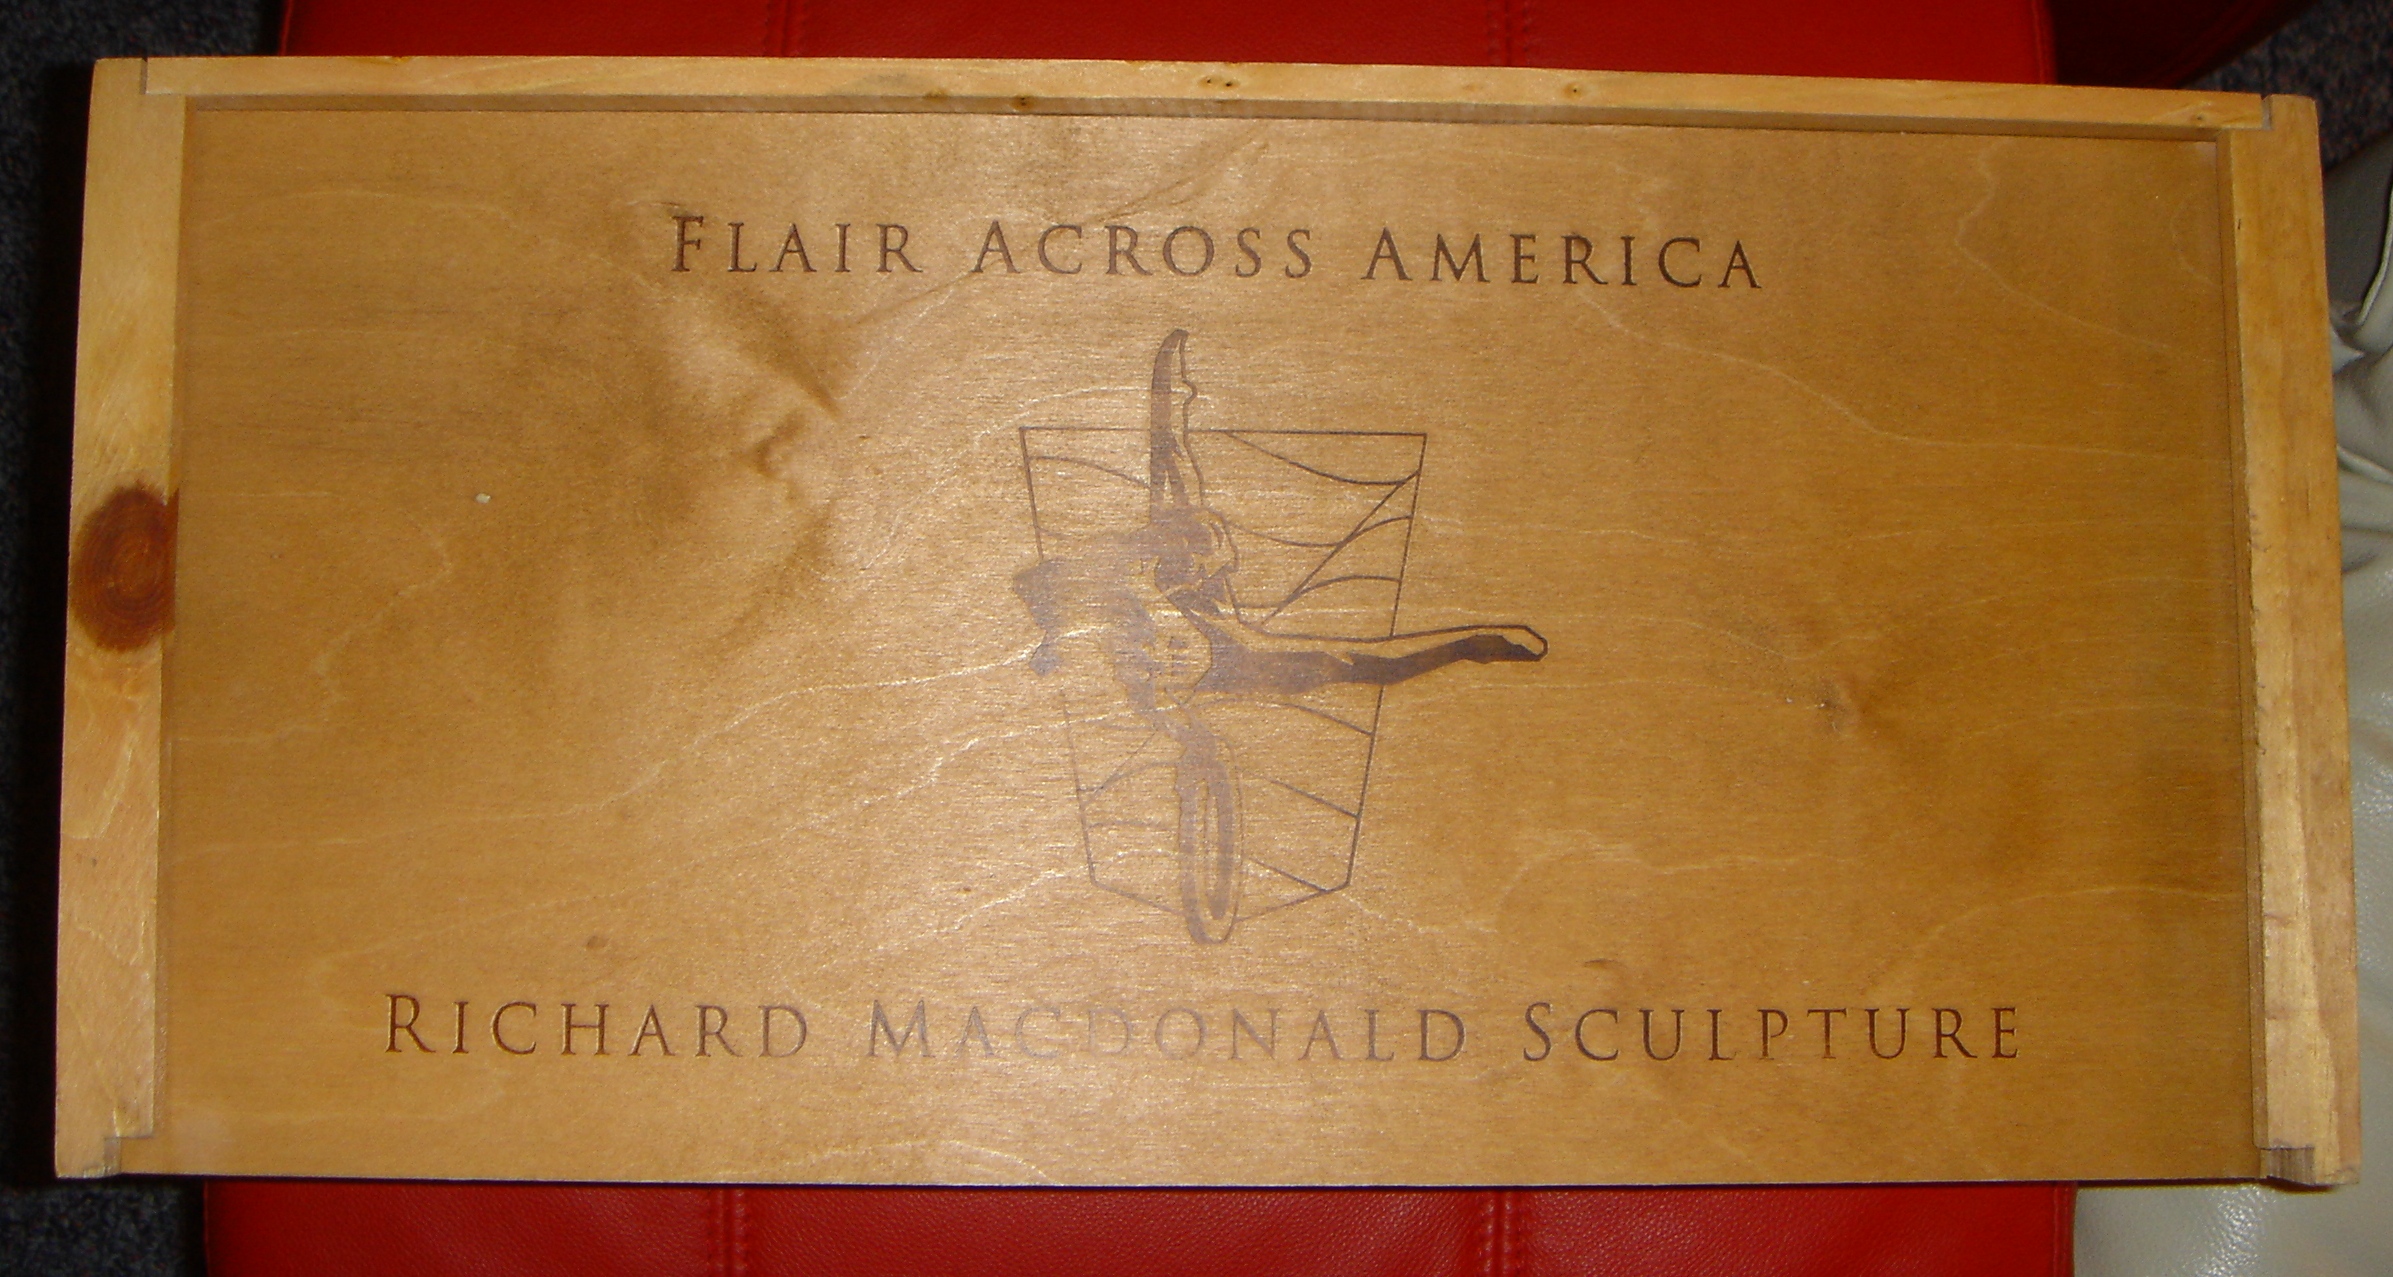 FLAIR ACROSS AMERICA
RICHARD MACDONALD SCULPTURE